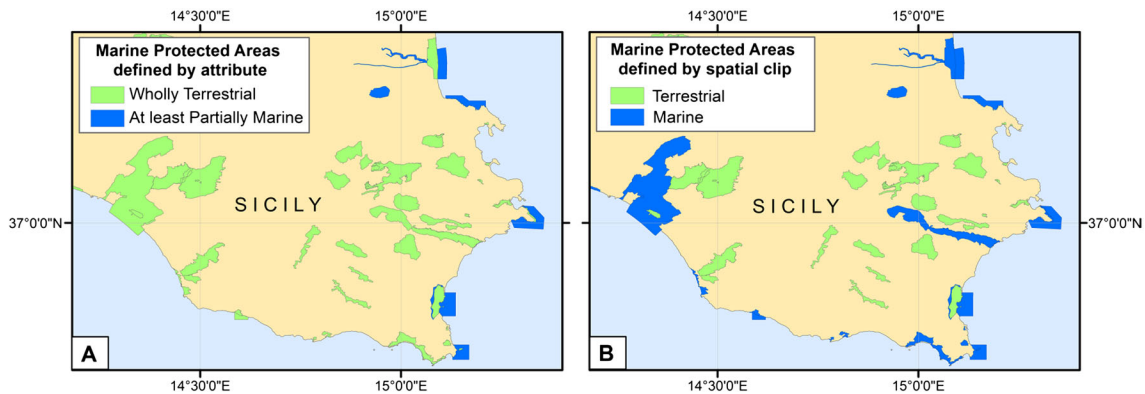 14°30'0"E 15°0'0"E 14°30'0"E 15°0'0"E
Marine Protected Areas
defined by attribute
Wholly Terrestrial
At least Partially Marine
Marine Protected Areas
defined by spatial clip
Terrestrial
Marine
SICILY
SICILY
37°0'0"N
37°0'0"N
A
B
14°30'0"E 15°0'0"E 14°30'0"E 15°0'0"E